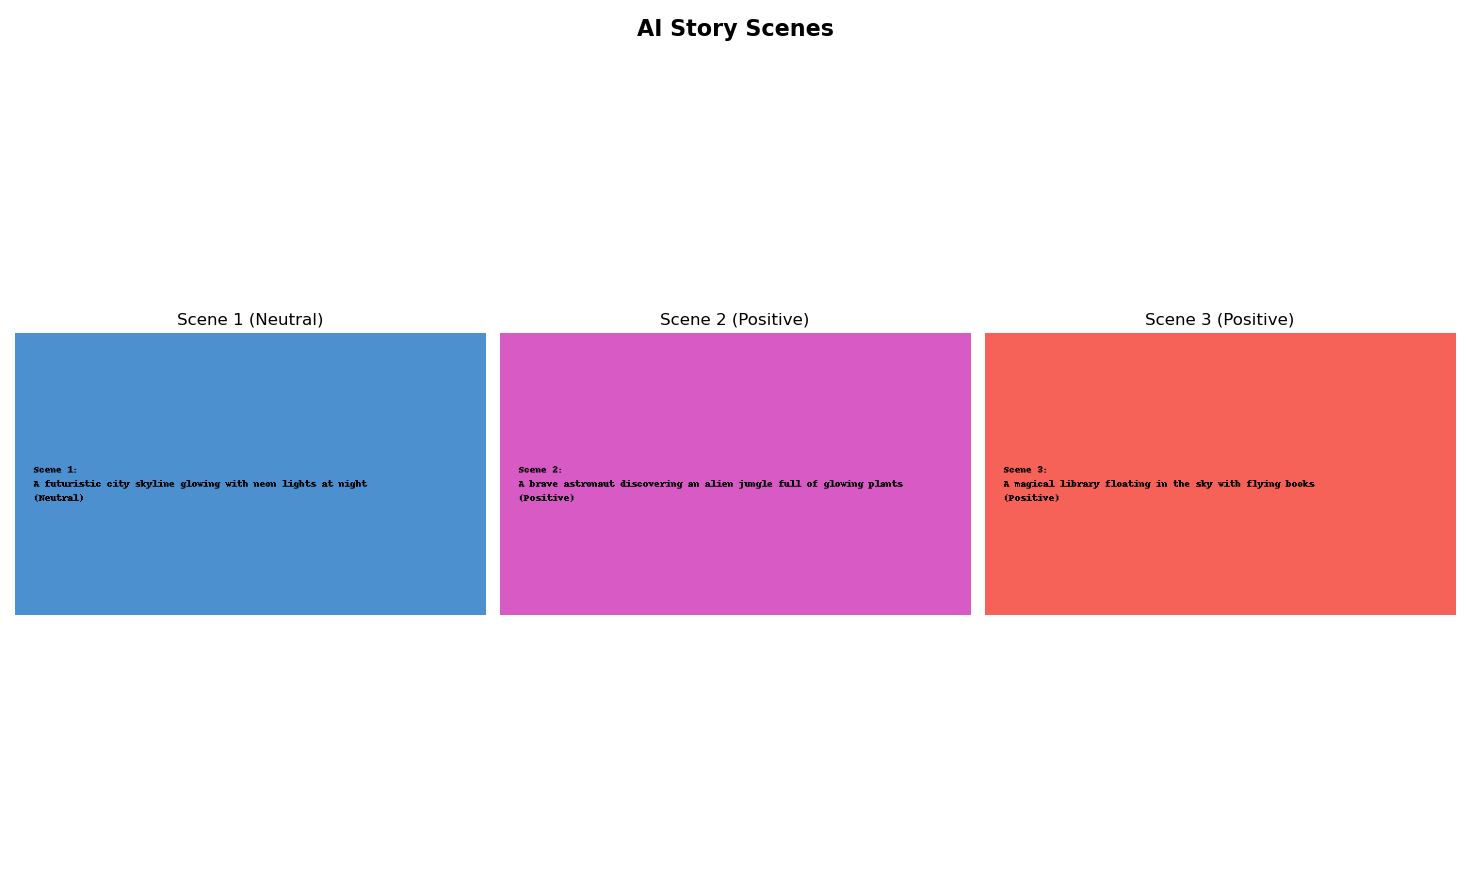 AI Story Scenes
Scene 1 (Neutral)
Scene 1:
A futuristic city skyline glowing with neon lights at night
(Neutral)
Scene 2 (Positive)
Scene 2:
A brave astronaut discovering an alien jungle full of glowing plants
(Positive)
Scene 3 (Positive)
Scene 3:
A magical library floating in the sky with flying books
(Positive)